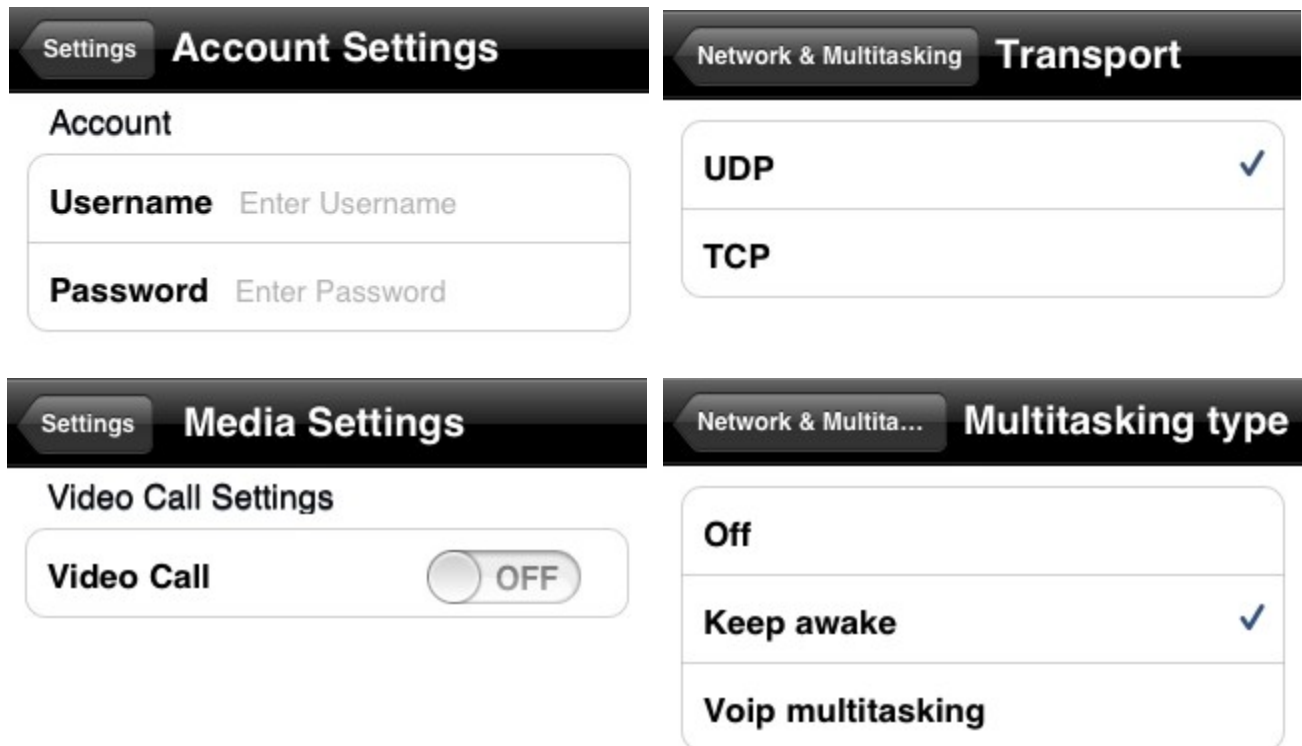 Settings Account Settings
Account
Username Enter Username
Password Enter Password
Network & Multitasking Transport
UDP
TCP
Settings Media Settings
Video Call Settings
Video Call OFF
Network & Multita... Multitasking type
Off
Keep awake
Voip multitasking